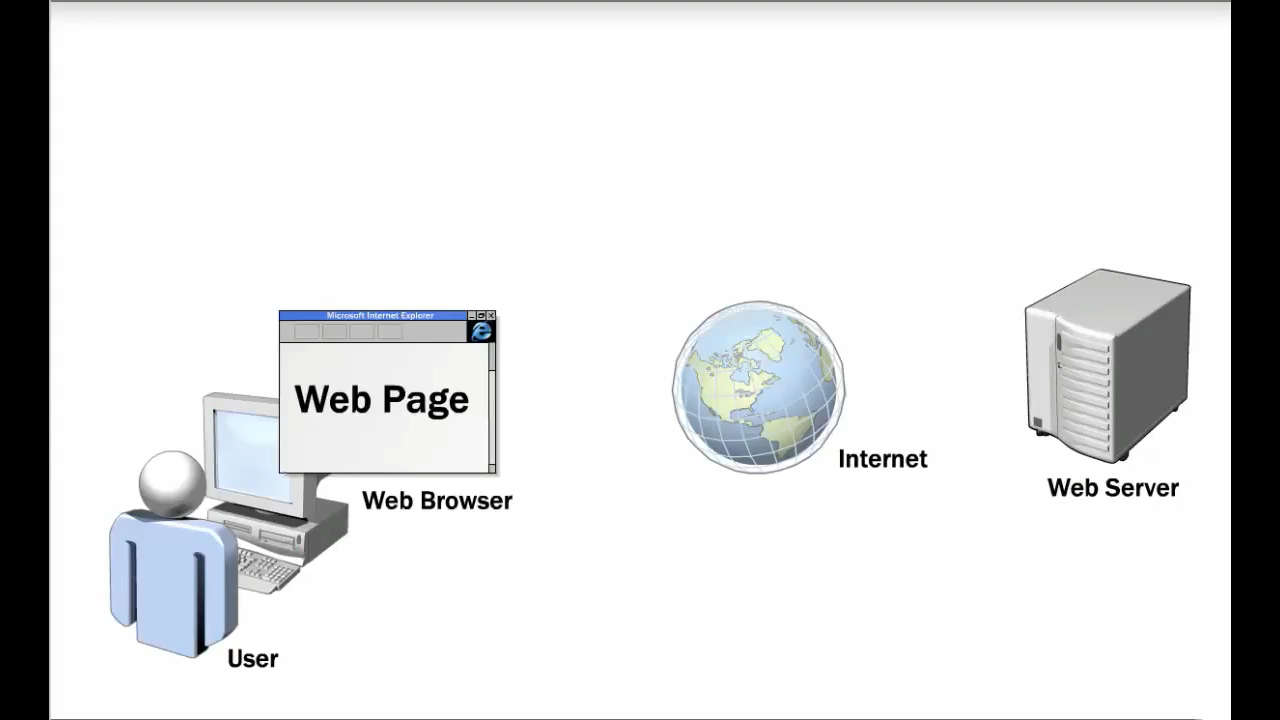 Microsoft Internet Explorer
Web Page
Web Browser
Internet
Web Server
User